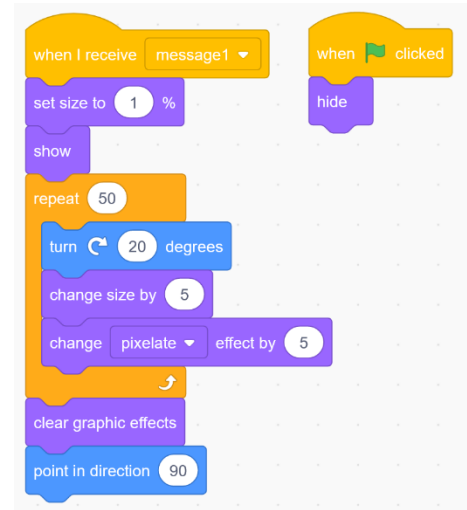 when I receive message1
set size to 1 %
show
repeat 50
turn 20 degrees
change size by 5
change pixelate effect by 5
clear graphic effects
point in direction 90
when clicked
hide